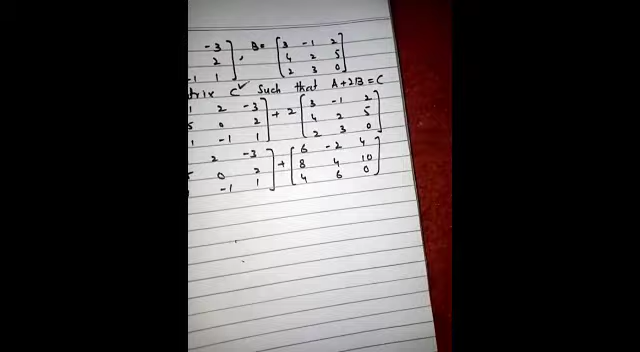 -3 ] , B = [ 3 -1 2
2 ] [ 4 2 5
-1 1 ] [ 2 3 0 ]
trix C such that A + 2B = C
1 2 -3 ] + 2 [ 3 -1 2 ]
5 0 2 ] [ 4 2 5 ]
1 -1 1 ] [ 2 3 0 ]
2 -3 ] + [ 6 -2 4 ]
5 0 2 ] [ 8 4 10 ]
-1 1 ] [ 4 6 0 ]